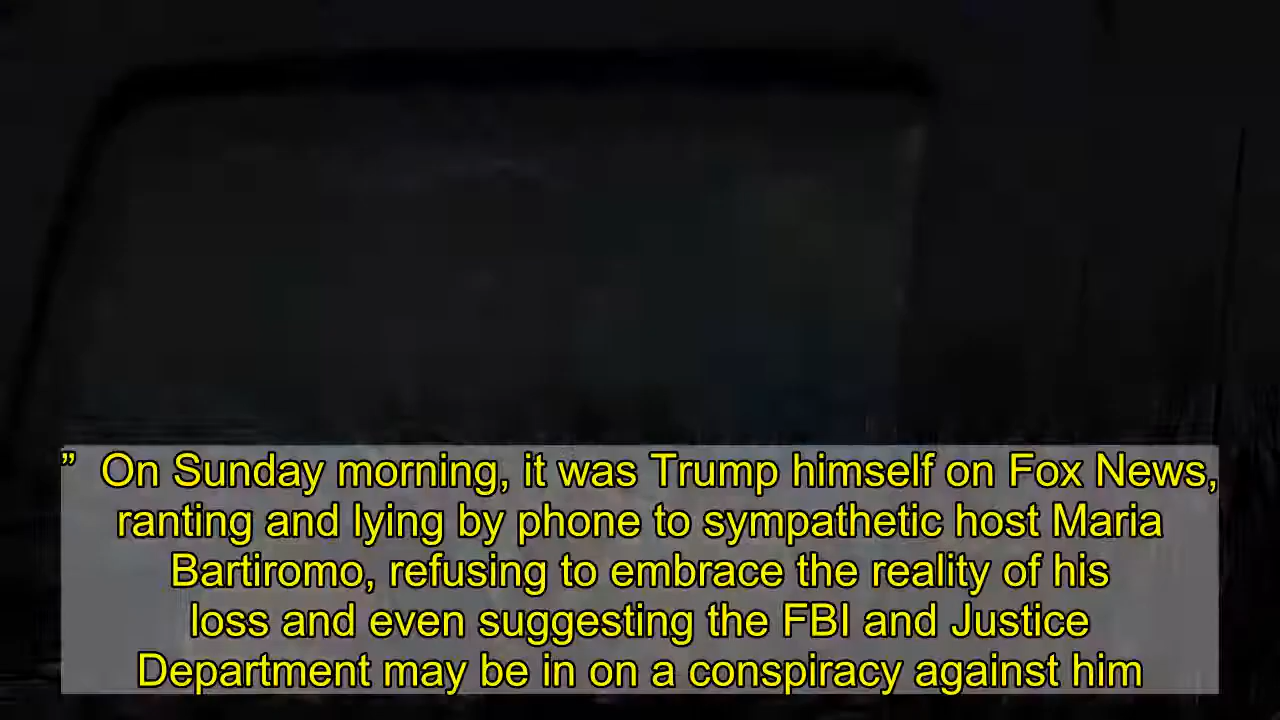 ” On Sunday morning, it was Trump himself on Fox News,
ranting and lying by phone to sympathetic host Maria
Bartiromo, refusing to embrace the reality of his
loss and even suggesting the FBI and Justice
Department may be in on a conspiracy against him